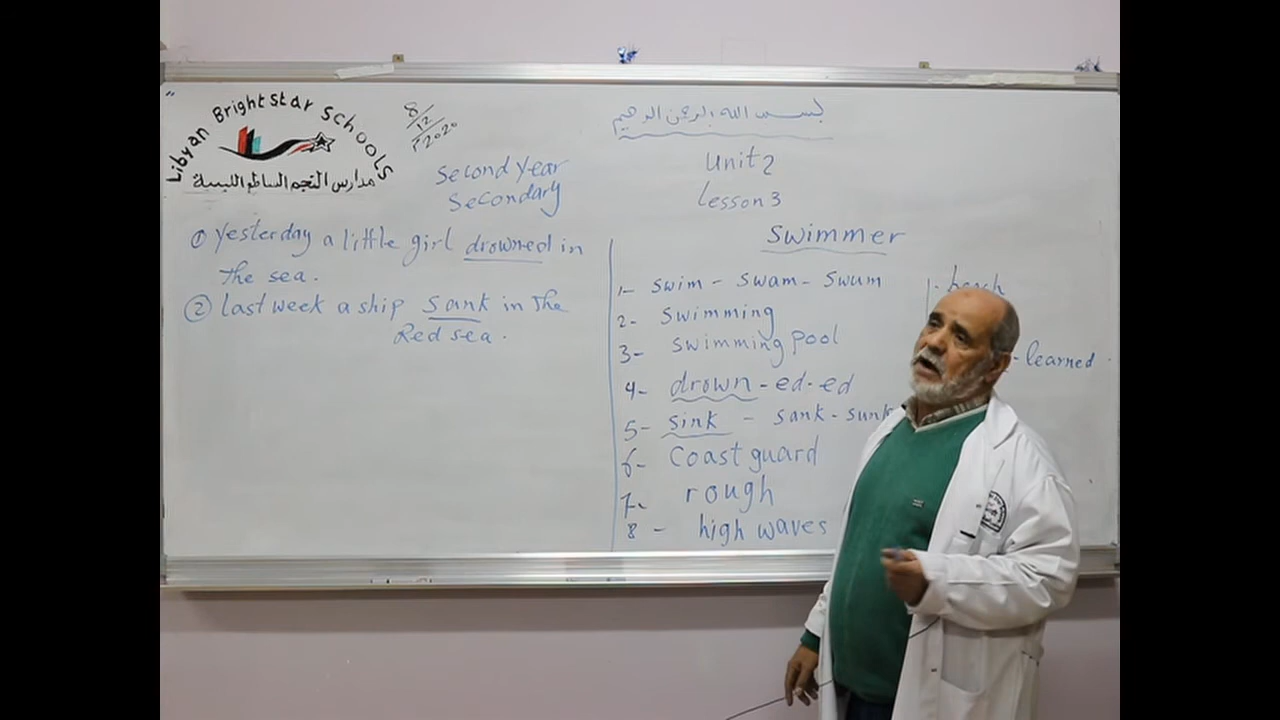 Libyan Bright star Schools
مدارس النجم الساطع الليبية
8/12/2020
بسم الله الرحمن الرحيم
Second Year
Secondary
Unit 2
Lesson 3
Swimmer
① Yesterday a little girl drowned in
the sea.
② Last week a ship sank in the
Red sea.
1- swim - swam - swum
2- swimming
3- swimming pool
4- drown - ed - ed
5- sink - sank - sunk
6- Coast guard
7- rough
8- high waves
1- beach
- learned